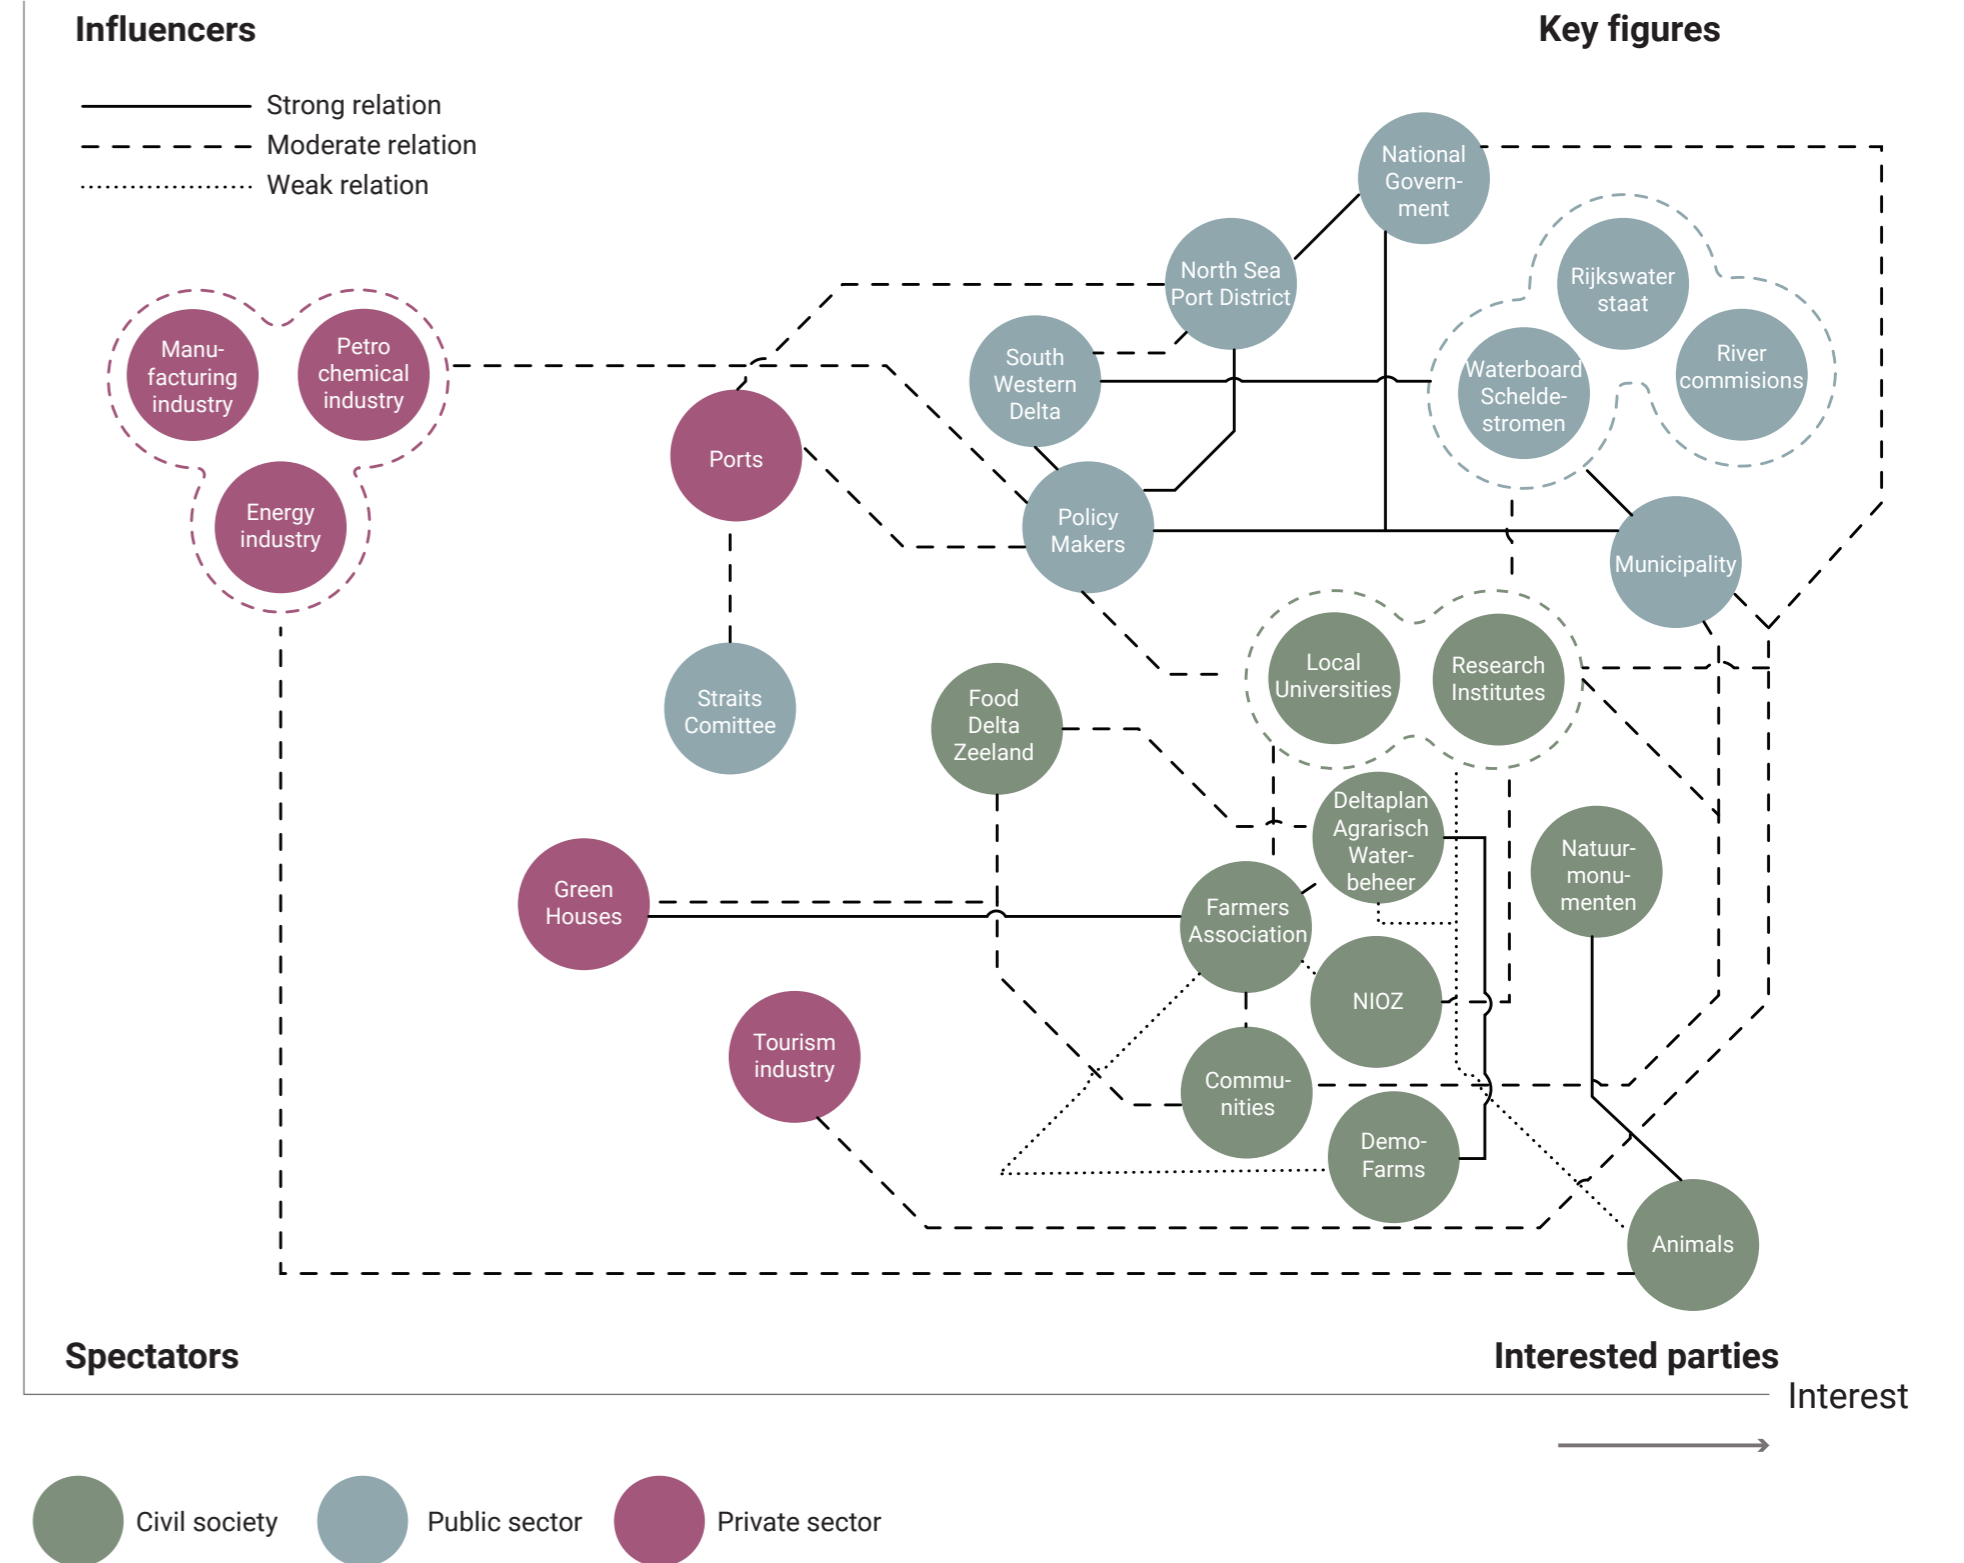 Influencers
Key figures
Strong relation
Moderate relation
Weak relation
National
Govern-
ment
North Sea
Port District
Rijkswater
staat
River
commisions
Waterboard
Schelde-
stromen
South
Western
Delta
Manu-
facturing
industry
Petro
chemical
industry
Energy
industry
Ports
Policy
Makers
Municipality
Straits
Comittee
Local
Universities
Research
Institutes
Food
Delta
Zeeland
Deltaplan
Agrarisch
Water-
beheer
Natuur-
monu-
menten
Green
Houses
Farmers
Association
NIOZ
Tourism
industry
Commu-
nities
Demo-
Farms
Animals
Spectators
Interested parties
Interest
Civil society
Public sector
Private sector